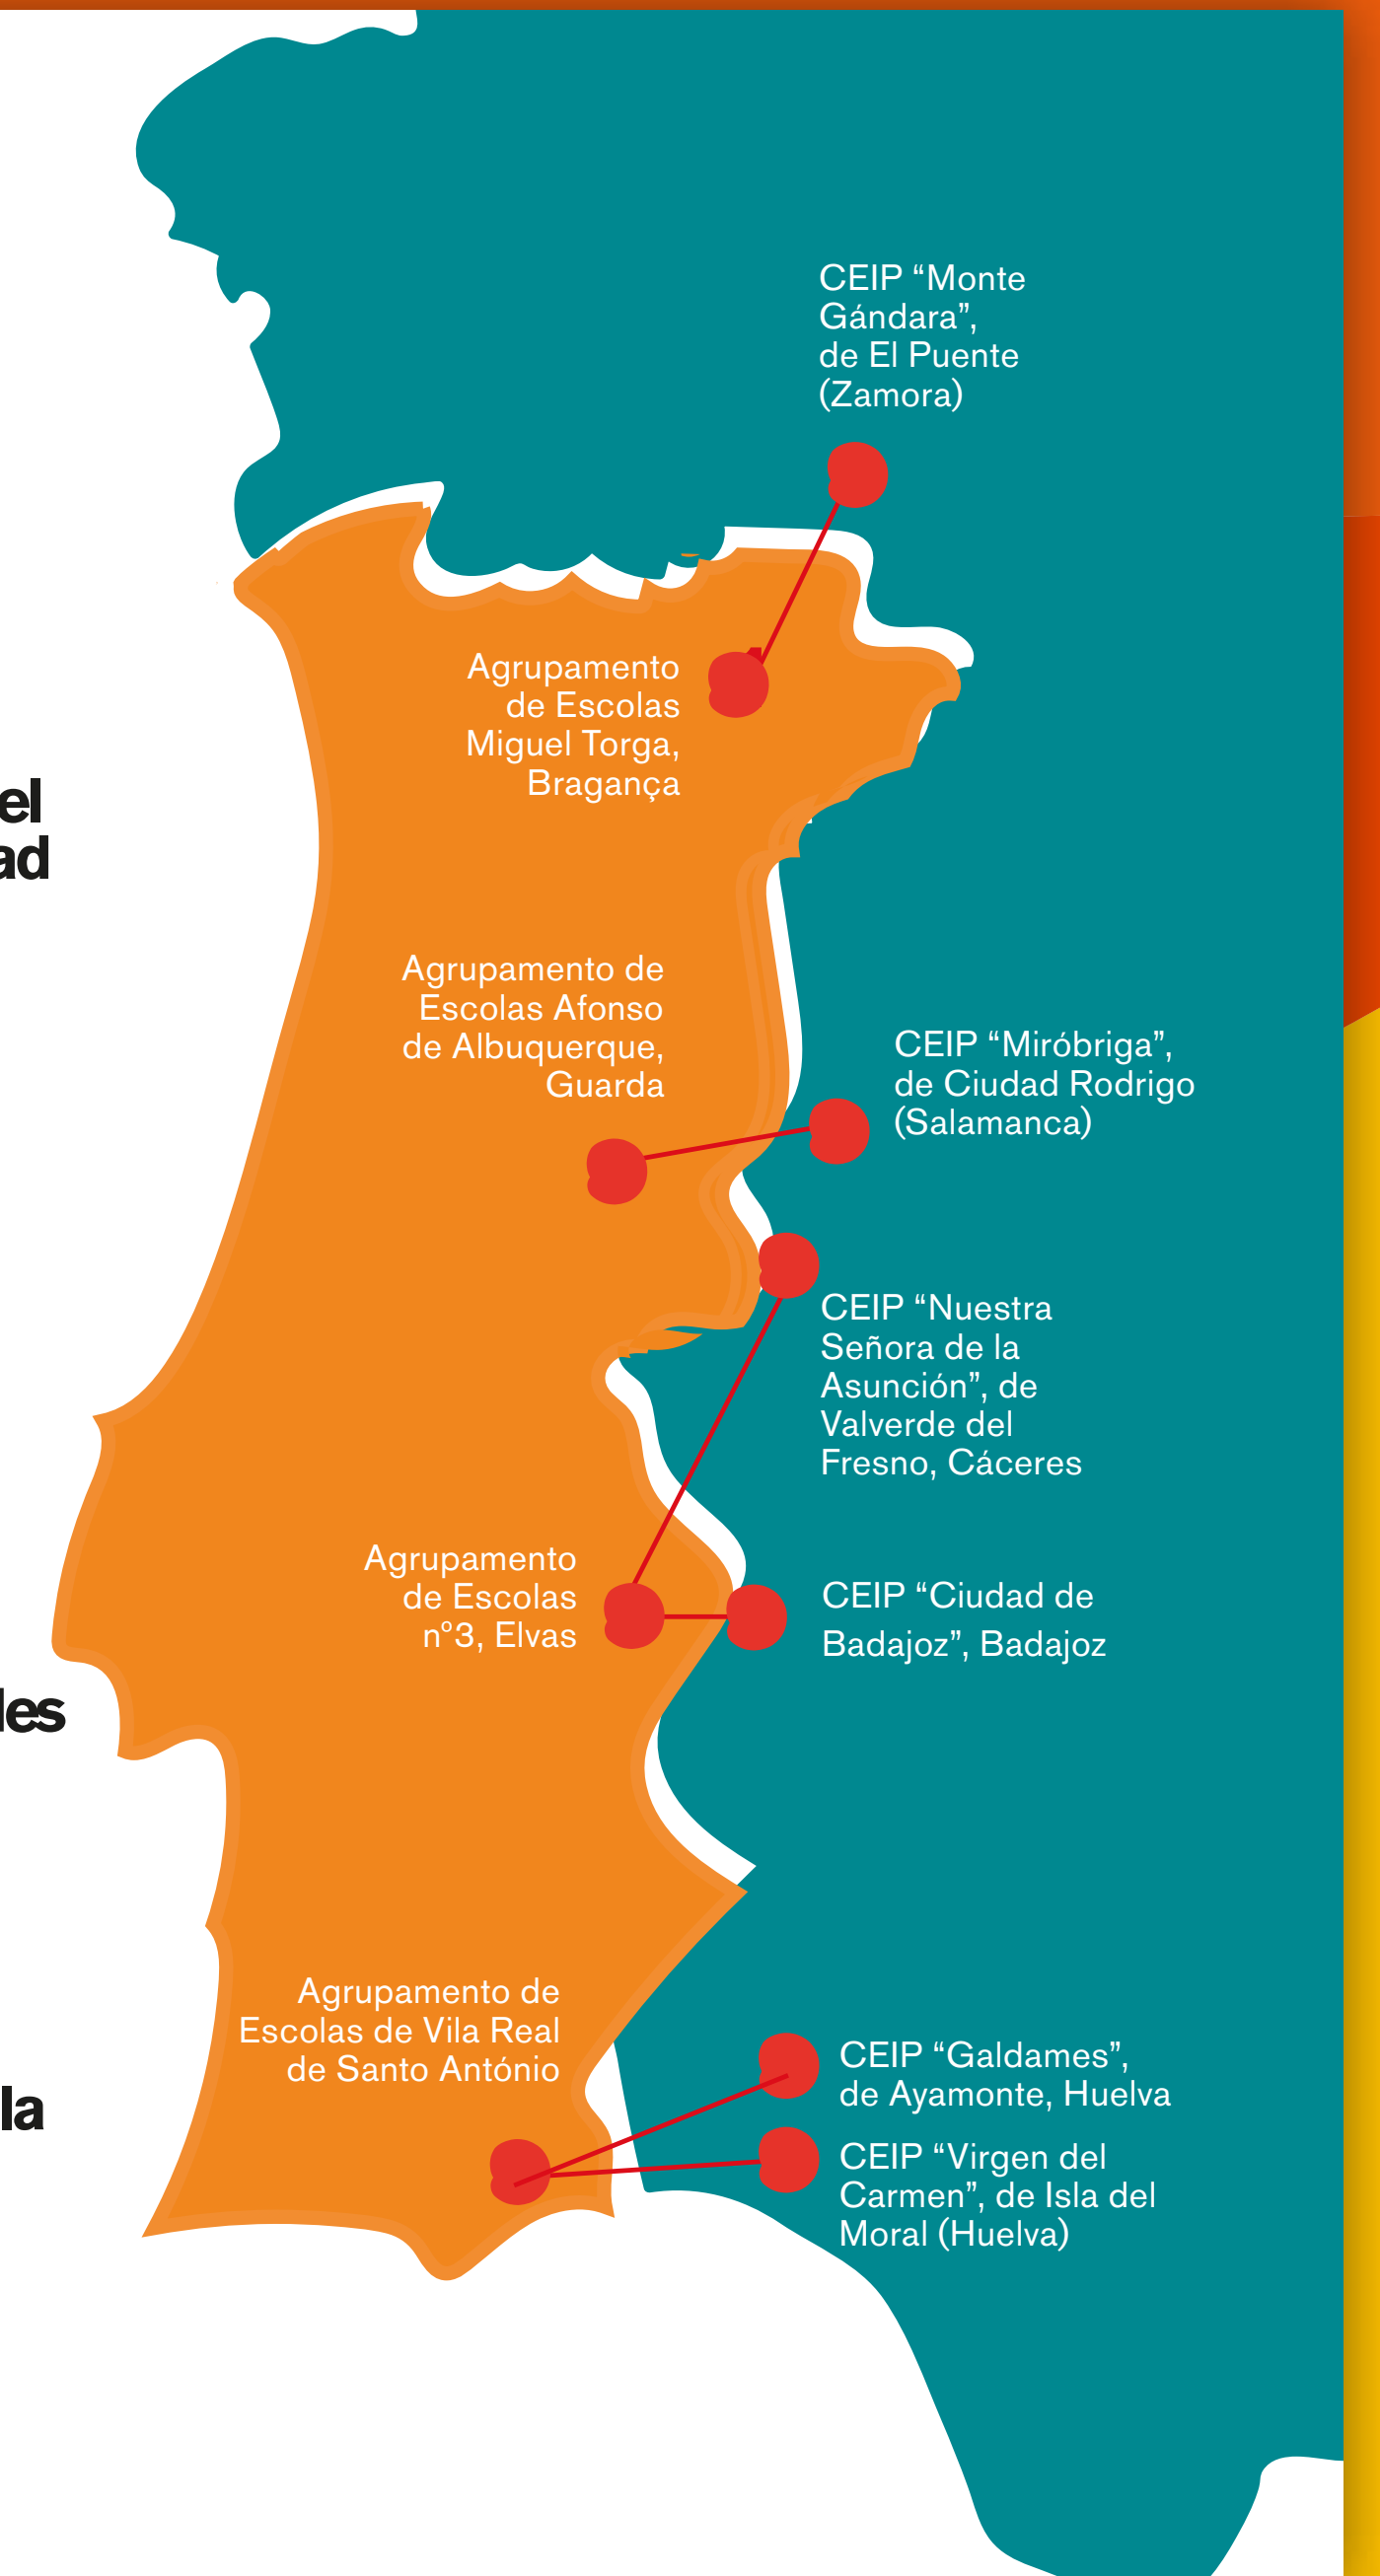 CEIP “Monte
Gándara”,
de El Puente
(Zamora)
Agrupamento
de Escolas
Miguel Torga,
Bragança
el
ad
Agrupamento de
Escolas Afonso
de Albuquerque,
Guarda
CEIP “Miróbriga”,
de Ciudad Rodrigo
(Salamanca)
CEIP “Nuestra
Señora de la
Asunción”, de
Valverde del
Fresno, Cáceres
Agrupamento
de Escolas
nº3, Elvas
CEIP “Ciudad de
Badajoz”, Badajoz
les
Agrupamento de
Escolas de Vila Real
de Santo António
CEIP “Galdames”,
de Ayamonte, Huelva
la
CEIP “Virgen del
Carmen”, de Isla del
Moral (Huelva)